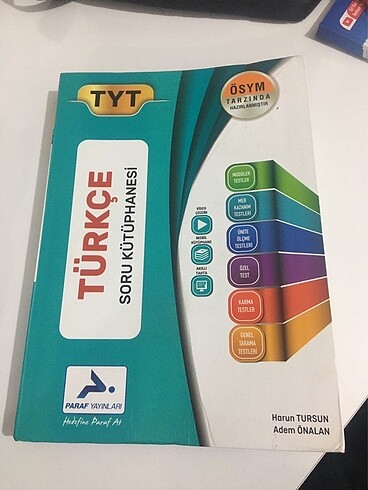 TYT
ÖSYM
TARZINDA
HAZIRLANMIŞTIR
TÜRKÇE
SORU KÜTÜPHANESİ
VİDEO
ÇÖZÜM
MOBİL
KÜTÜPHANE
AKILLI
TAHTA
MODÜLER
TESTLER
MEB
KAZANIM
TESTLERİ
ÜNİTE
ÖLÇME
TESTLERİ
ÖZEL
TEST
KARMA
TESTLER
GENEL
TARAMA
TESTLERİ
PARAF YAYINLARI
Hedefine Paraf At
Harun TURSUN
Adem ÖNALAN